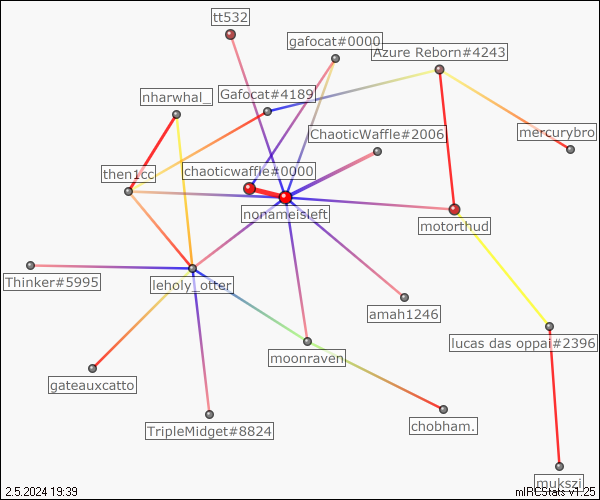 tt532
gafocat#0000
Azure Reborn#4243
nharwhal_
Gafocat#4189
ChaoticWaffle#2006
mercurybro
then1cc
chaoticwaffle#0000
nonameisleft
motorthud
Thinker#5995
leholy_otter
amah1246
lucas das oppai#2396
moonraven
gateauxcatto
chobham.
TripleMidget#8824
mukszi
2.5.2024 19:39
mIRCStats v1.25